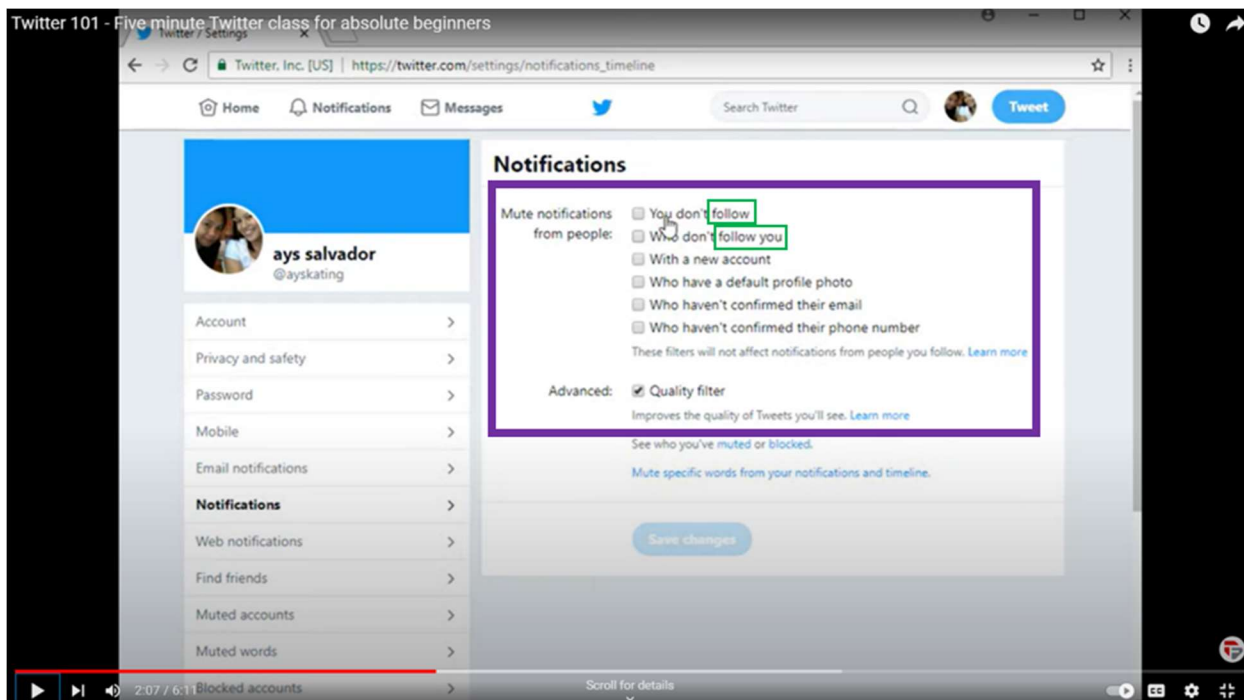 Twitter 101 - Five minute Twitter class for absolute beginners
Twitter / Settings
Twitter, Inc. [US] | https://twitter.com/settings/notifications_timeline
Home Notifications Messages Search Twitter Tweet
Notifications
Mute notifications from people:
You don't follow
Who don't follow you
With a new account
Who have a default profile photo
Who haven't confirmed their email
Who haven't confirmed their phone number
These filters will not affect notifications from people you follow. Learn more
Advanced: Quality filter
Improves the quality of Tweets you'll see. Learn more
See who you've muted or blocked.
Mute specific words from your notifications and timeline.
Save changes
ays salvador
@ayskating
Account
Privacy and safety
Password
Mobile
Email notifications
Notifications
Web notifications
Find friends
Muted accounts
Muted words
Blocked accounts
2:07 / 6:11
Scroll for details
CC